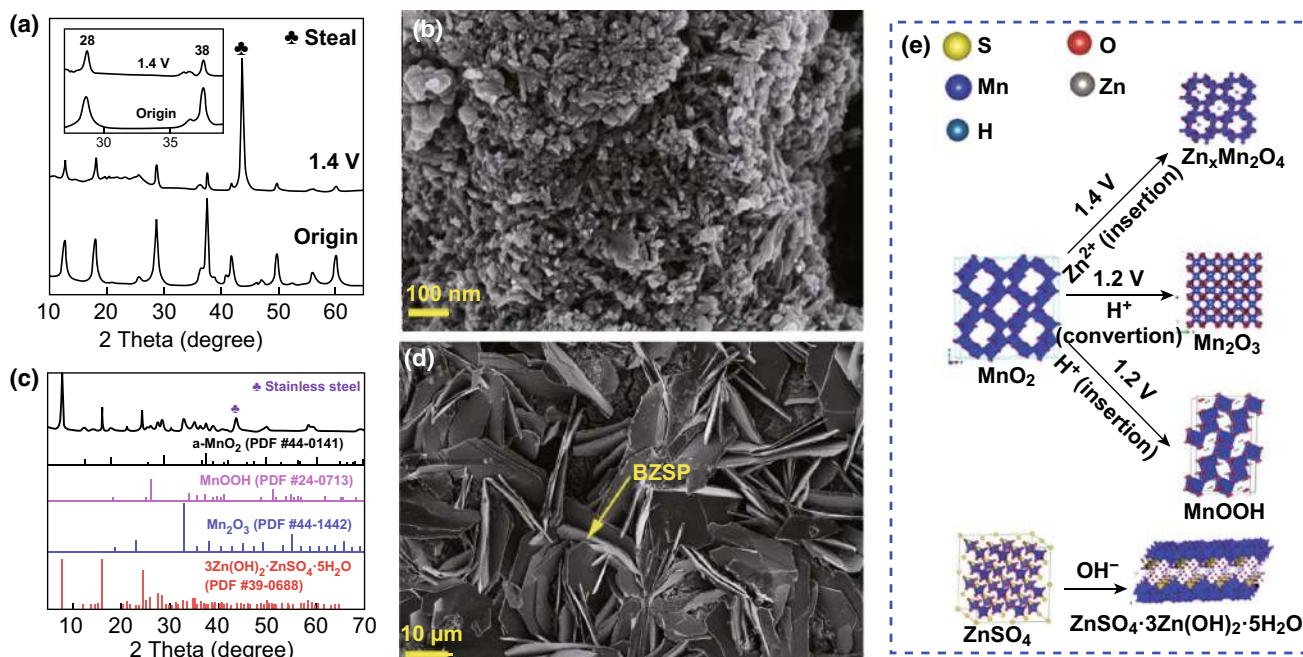 (a)
♣ Steal
28
38
1.4 V
Origin
30
35
1.4 V
Origin
10
20
30
40
50
60
2 Theta (degree)
(b)
100 nm
(c)
♣ Stainless steel
a-MnO₂ (PDF #44-0141)
MnOOH (PDF #24-0713)
Mn₂O₃ (PDF #44-1442)
3Zn(OH)₂·ZnSO₄·5H₂O
(PDF #39-0688)
10
20
30
40
50
60
70
2 Theta (degree)
(d)
BZSP
10 µm
(e)
S
O
Mn
Zn
H
ZnₓMn₂O₄
1.4 V
Zn²⁺ (insertion)
1.2 V
H⁺
(convertion)
MnO₂
Mn₂O₃
1.2 V
H⁺ (insertion)
MnOOH
OH⁻
ZnSO₄
ZnSO₄·3Zn(OH)₂·5H₂O